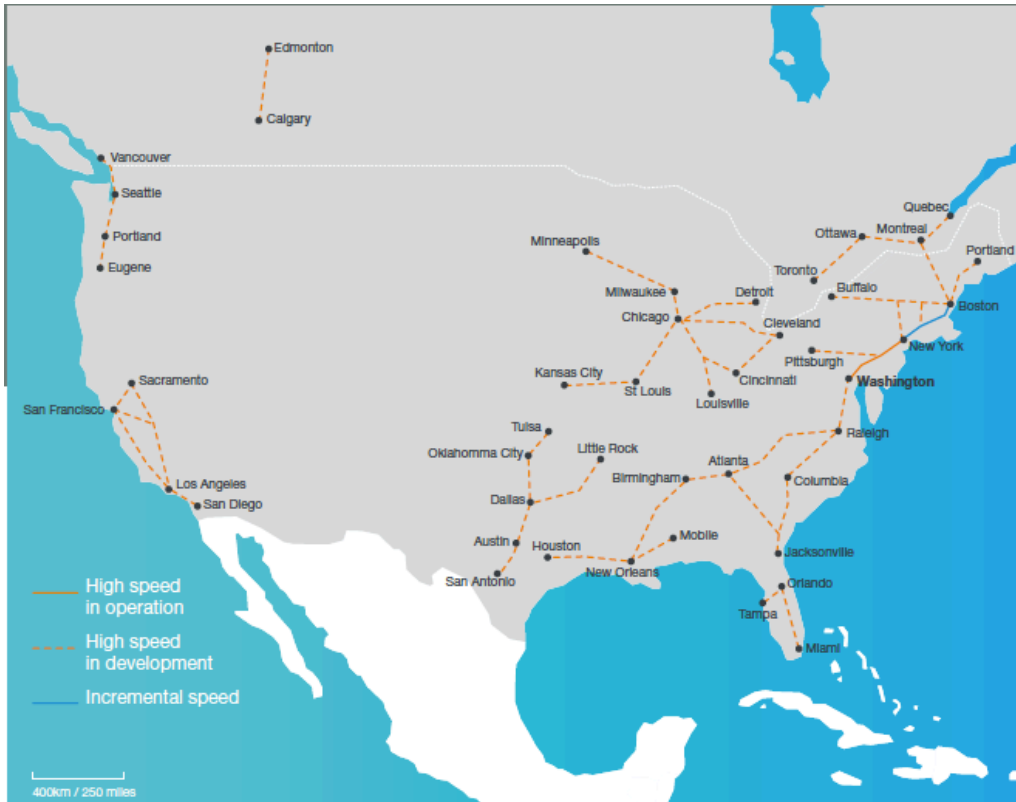 Edmonton
Calgary
Vancouver
Seattle
Portland
Eugene
Quebec
Ottawa
Montreal
Portland
Minneapolis
Toronto
Milwaukee
Detroit
Buffalo
Boston
Chicago
Cleveland
New York
Pittsburgh
Kansas City
St Louis
Cincinnati
Washington
Louisville
Sacramento
San Francisco
Tulsa
Raleigh
Oklahomma City
Little Rock
Birmingham
Atlanta
Columbia
Los Angeles
San Diego
Dallas
Austin
Houston
Mobile
Jacksonville
San Antonio
New Orleans
Orlando
Tampa
Miami
High speed
in operation
High speed
in development
Incremental speed
400km / 250 miles